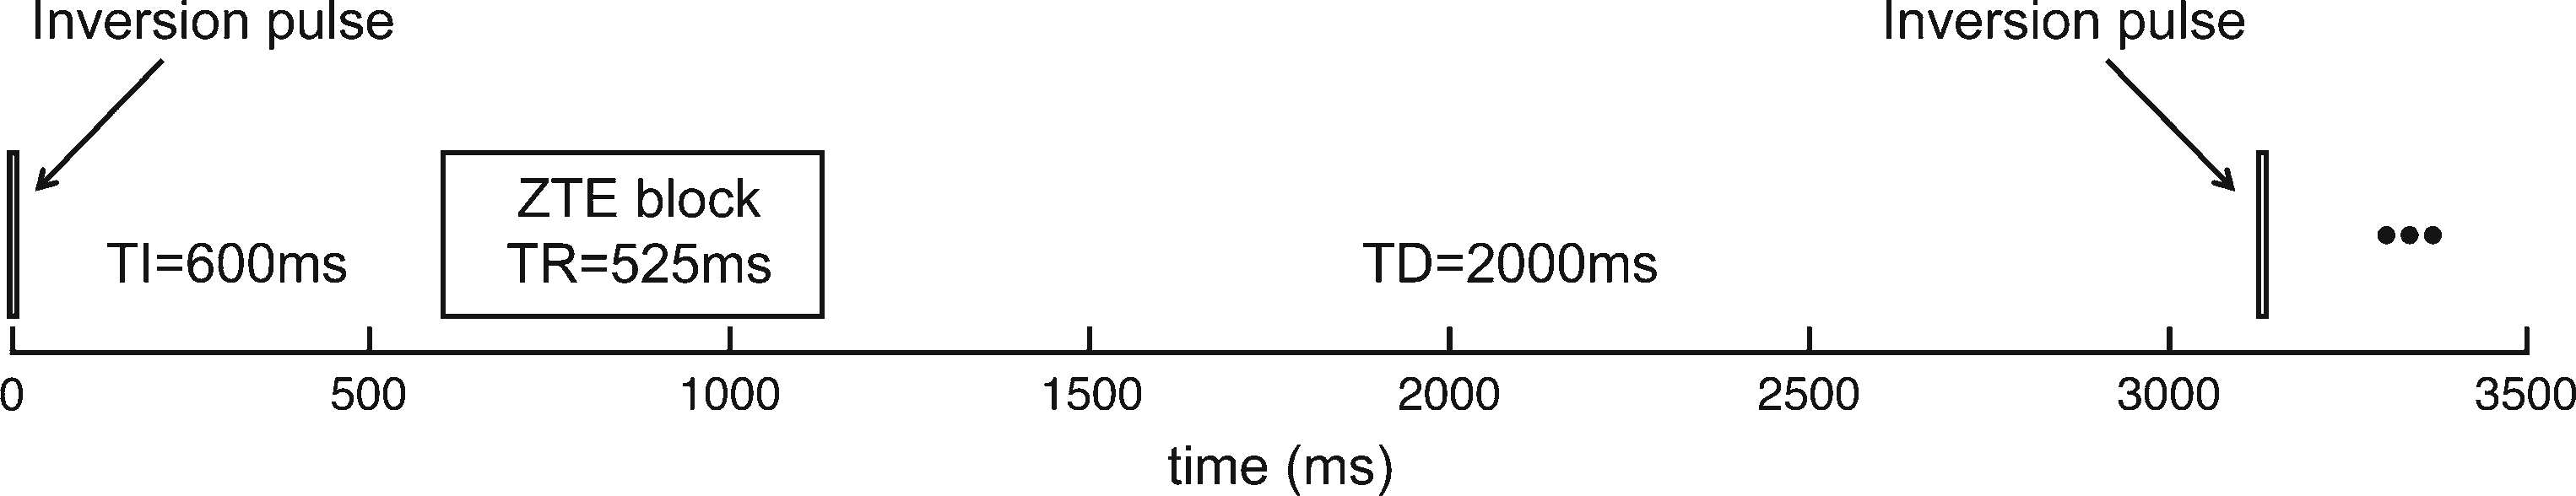 Inversion pulse
Inversion pulse
ZTE block
TI=600ms
TR=525ms
TD=2000ms
0
500
1000
1500
2000
2500
3000
3500
time (ms)